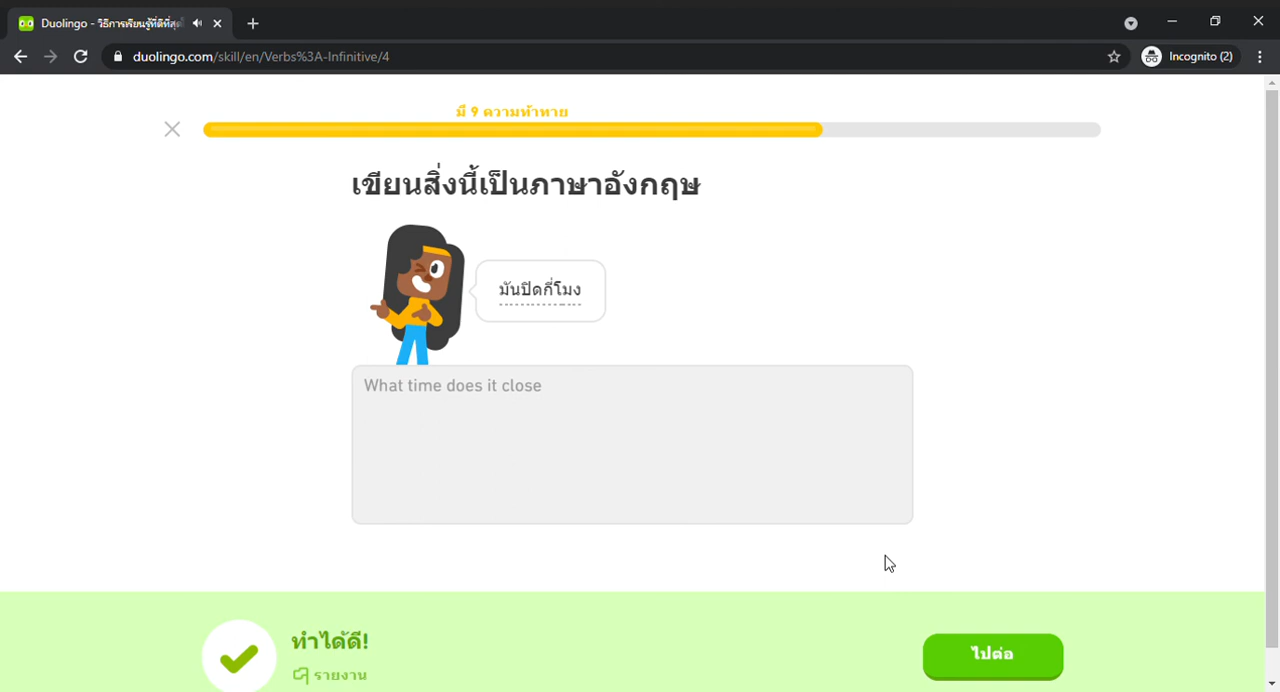 Duolingo - วิธีการเรียนรู้ที่ดีที่สุด
duolingo.com/skill/en/Verbs%3A-Infinitive/4
Incognito (2)
มี 9 ความท้าทาย
เขียนสิ่งนี้เป็นภาษาอังกฤษ
มันปิดกี่โมง
What time does it close
ทำได้ดี!
รายงาน
ไปต่อ